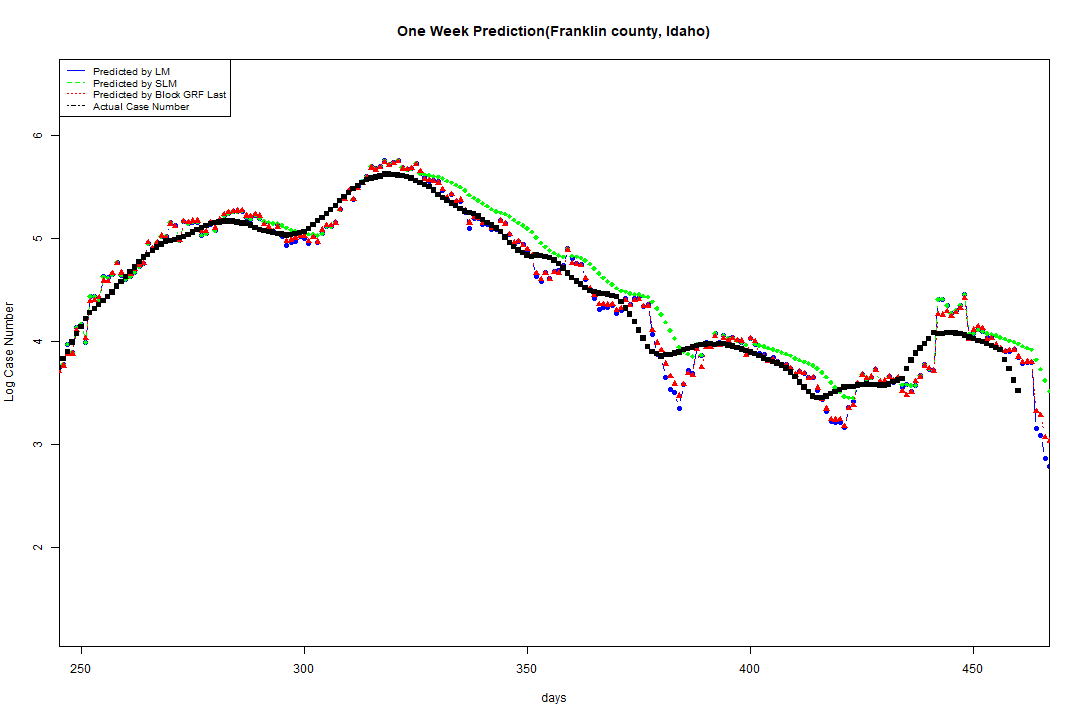 One Week Prediction(Franklin county, Idaho)
Predicted by LM
Predicted by SLM
Predicted by Block GRF Last
Actual Case Number
6
5
4
3
2
Log Case Number
250 300 350 400 450
days